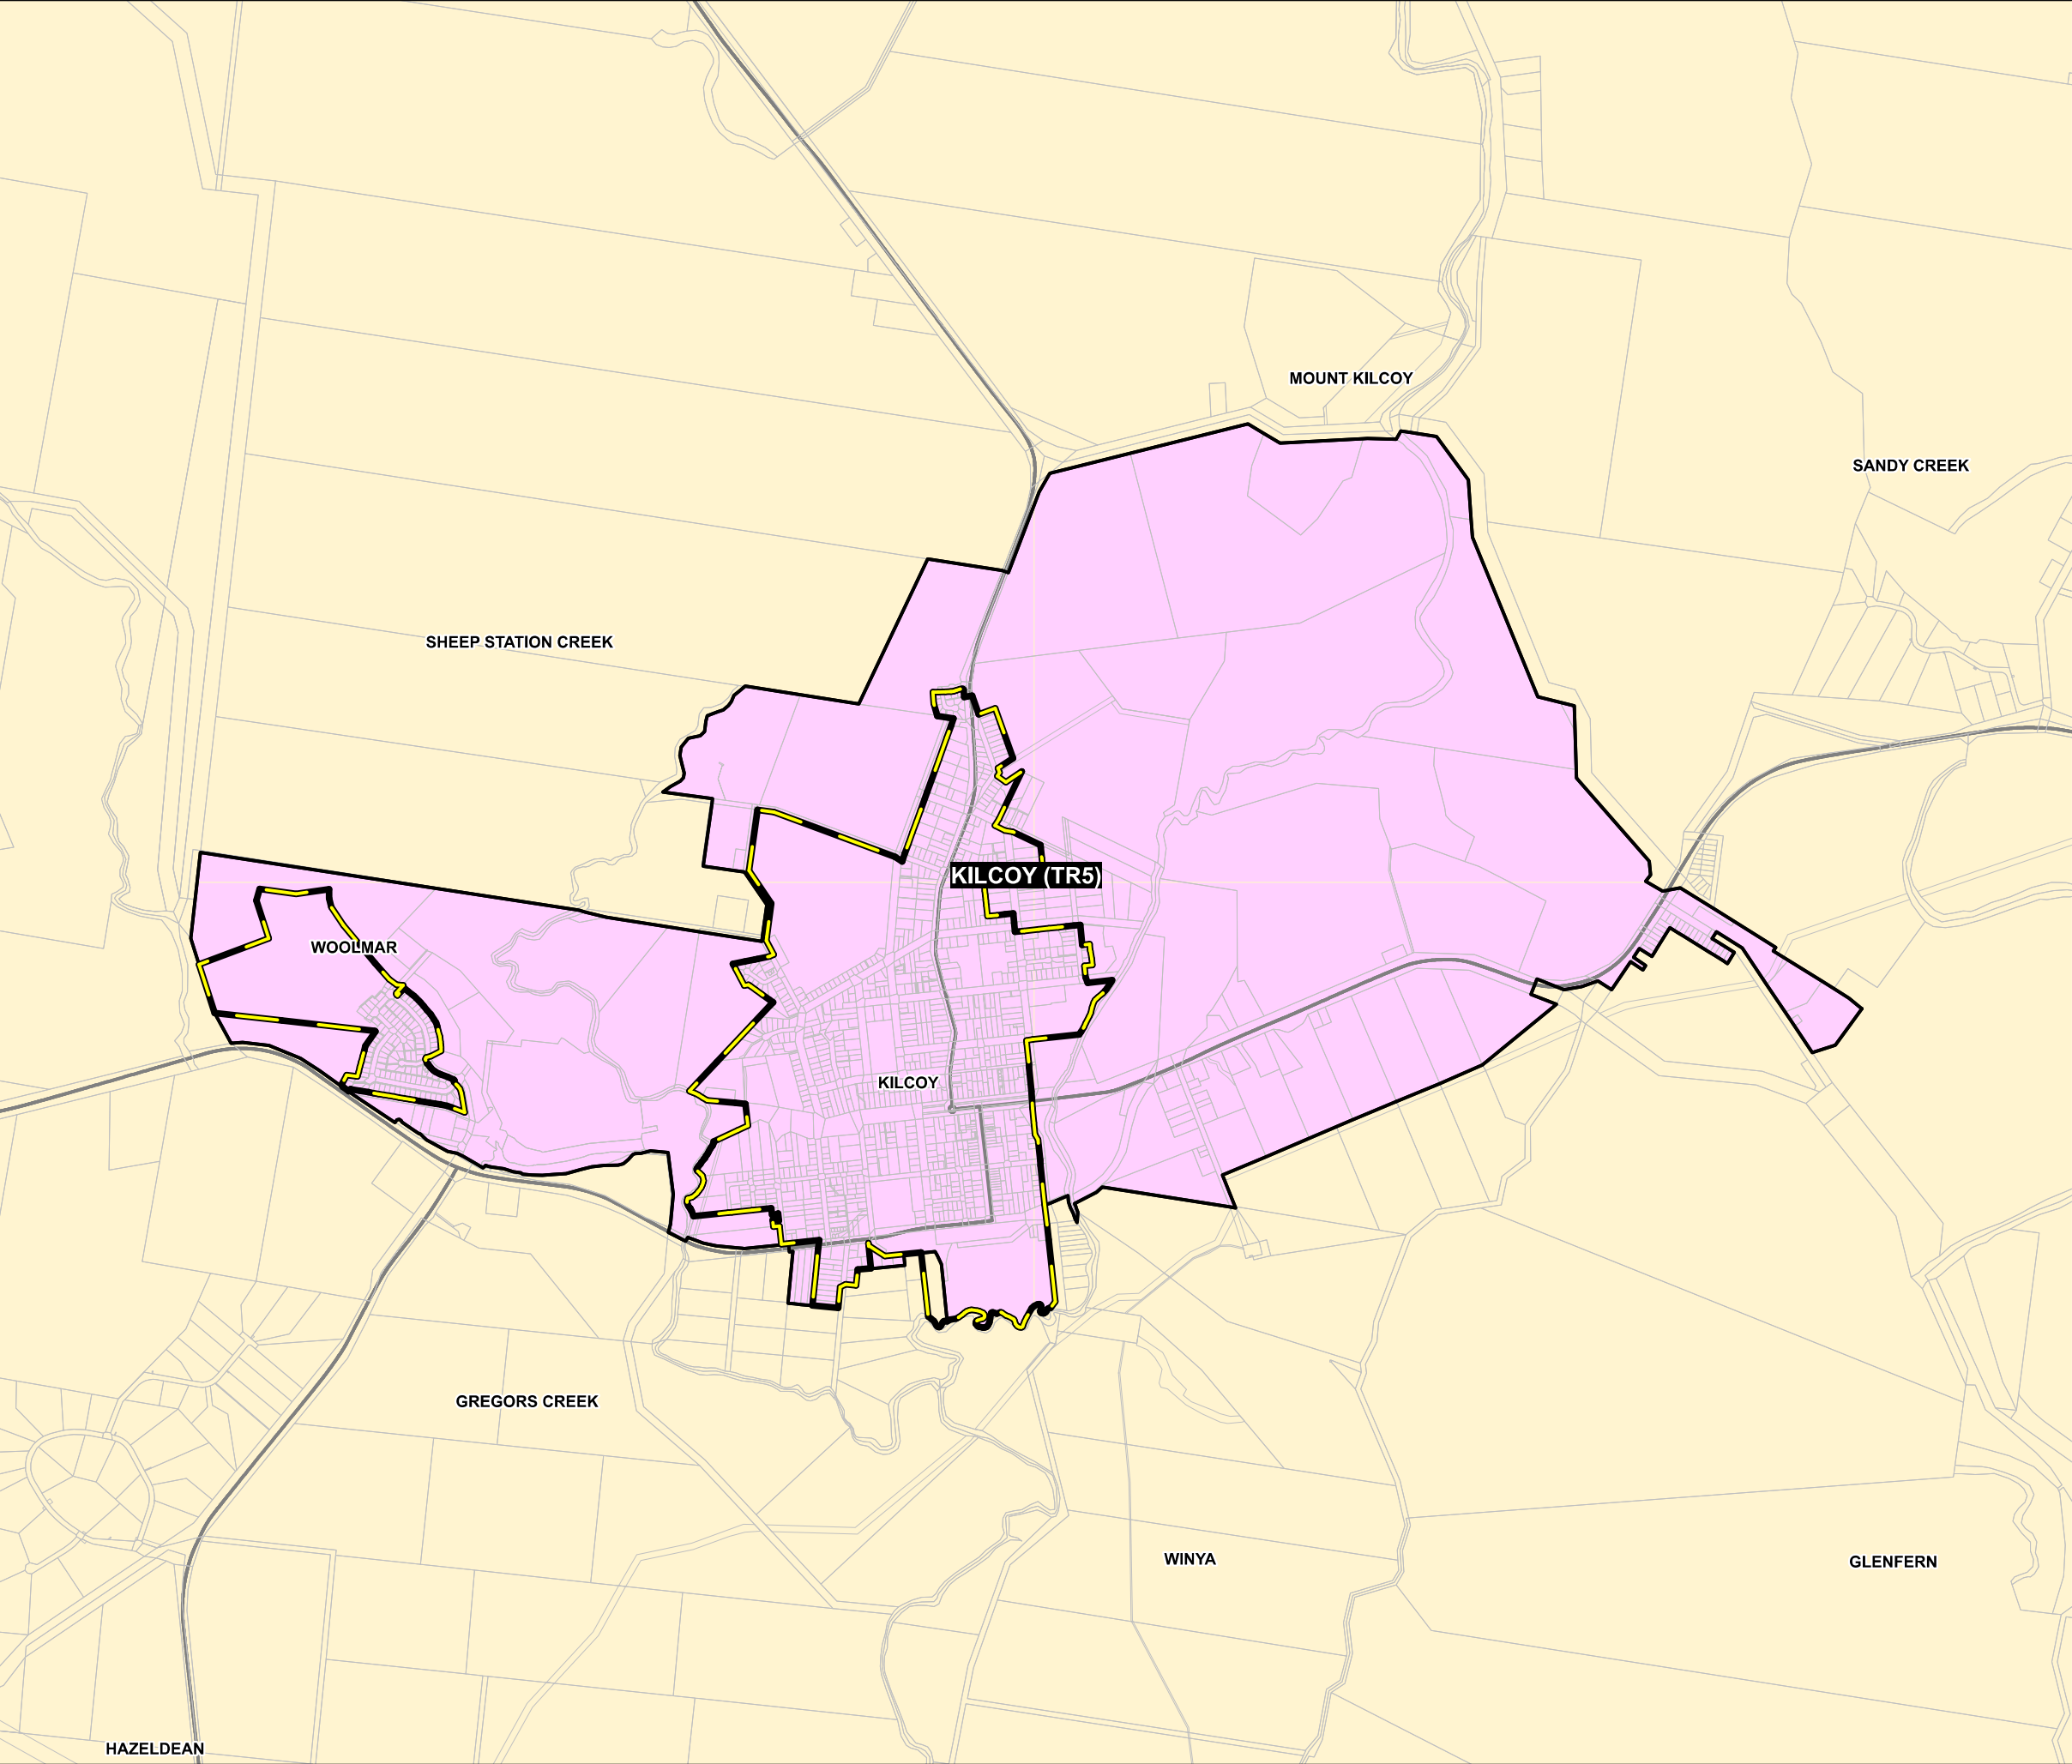 MOUNT KILCOY
SANDY CREEK
SHEEP STATION CREEK
KILCOY (TR5)
WOOLMAR
KILCOY
GREGORS CREEK
WINYA
GLENFERN
HAZELDEAN